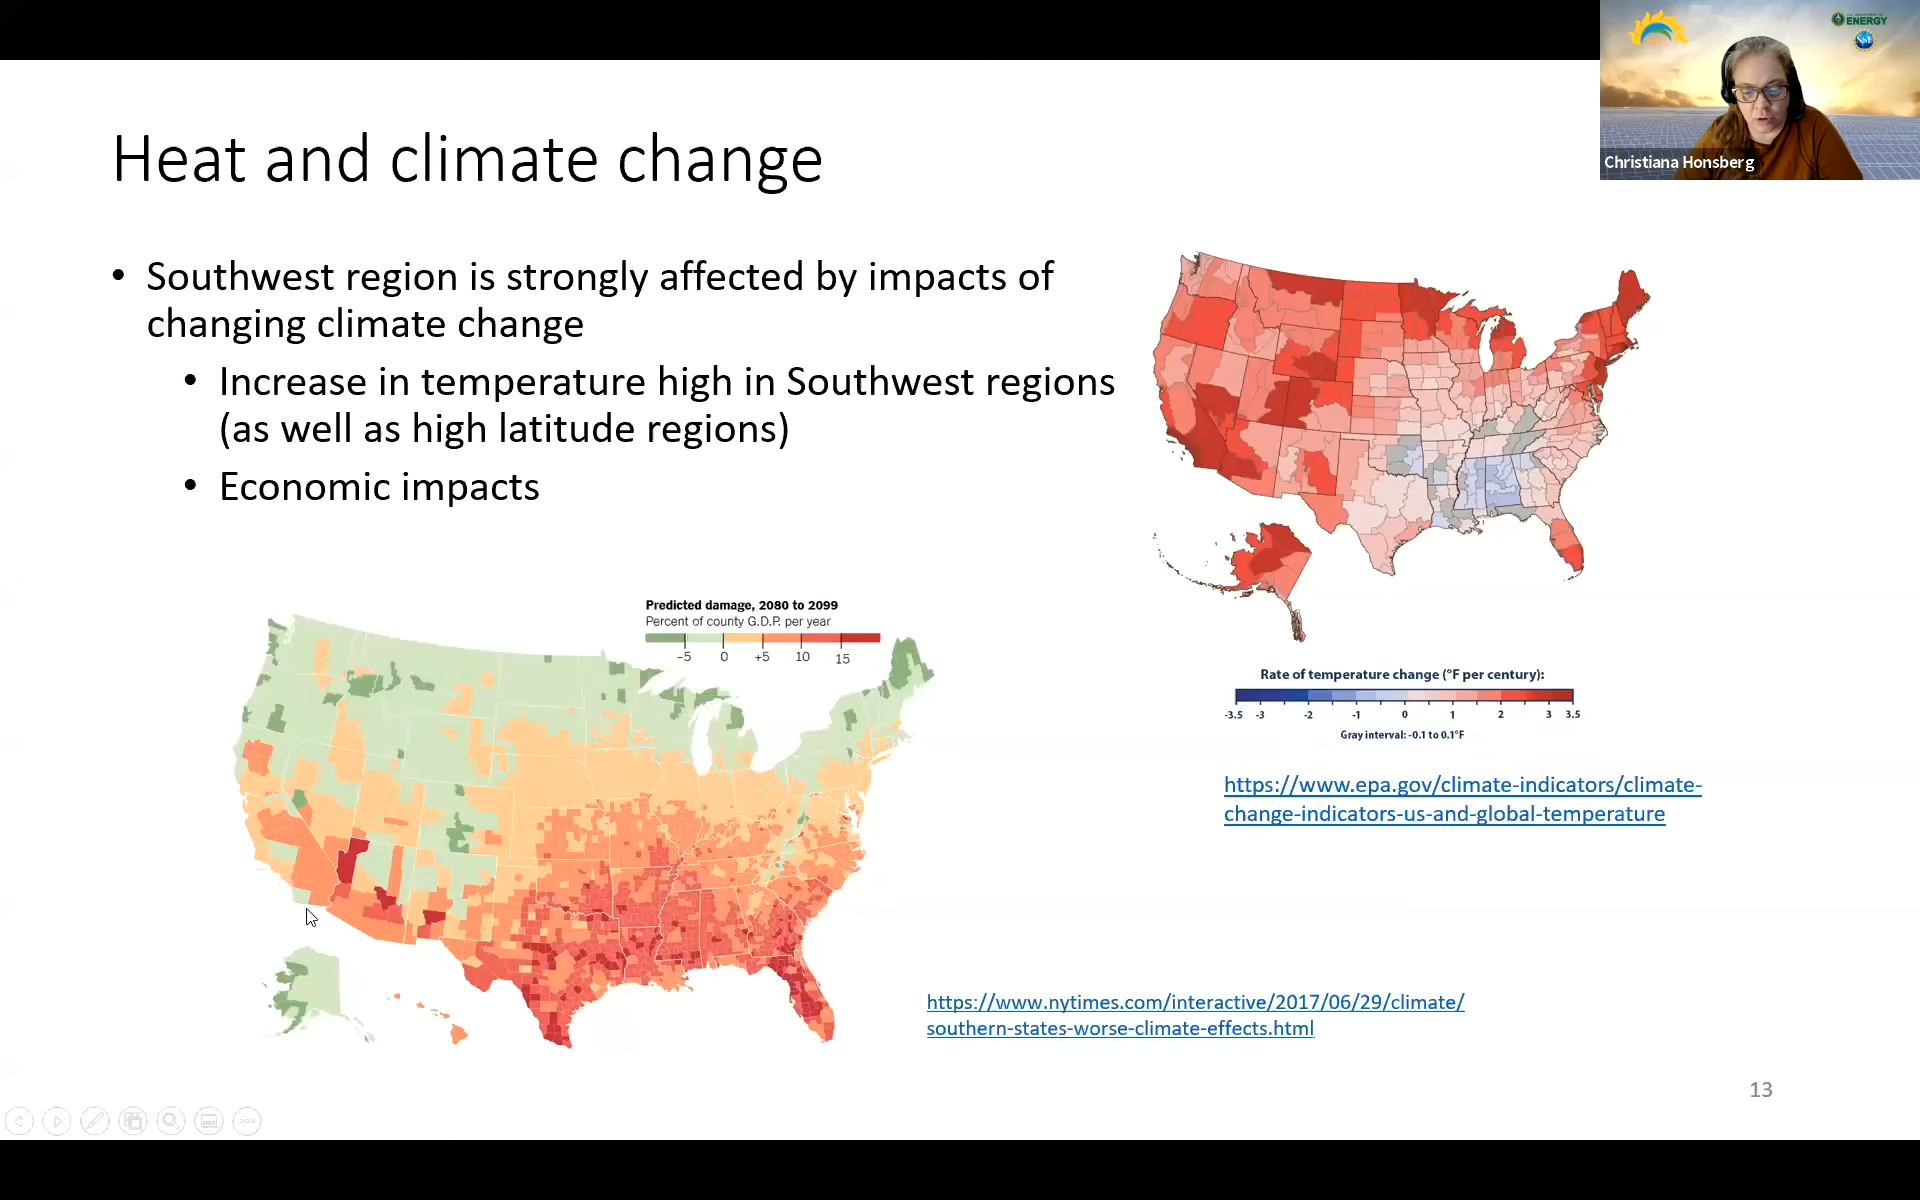 ENERGY
Christiana Honsberg
Heat and climate change
• Southwest region is strongly affected by impacts of
changing climate change
• Increase in temperature high in Southwest regions
(as well as high latitude regions)
• Economic impacts
Rate of temperature change (°F per century):
-3.5 -3 -2 -1 0 1 2 3 3.5
Gray interval: -0.1 to 0.1°F
https://www.epa.gov/climate-indicators/climate-
change-indicators-us-and-global-temperature
Predicted damage, 2080 to 2099
Percent of county G.D.P. per year
–5 0 +5 10 15
https://www.nytimes.com/interactive/2017/06/29/climate/
southern-states-worse-climate-effects.html
13